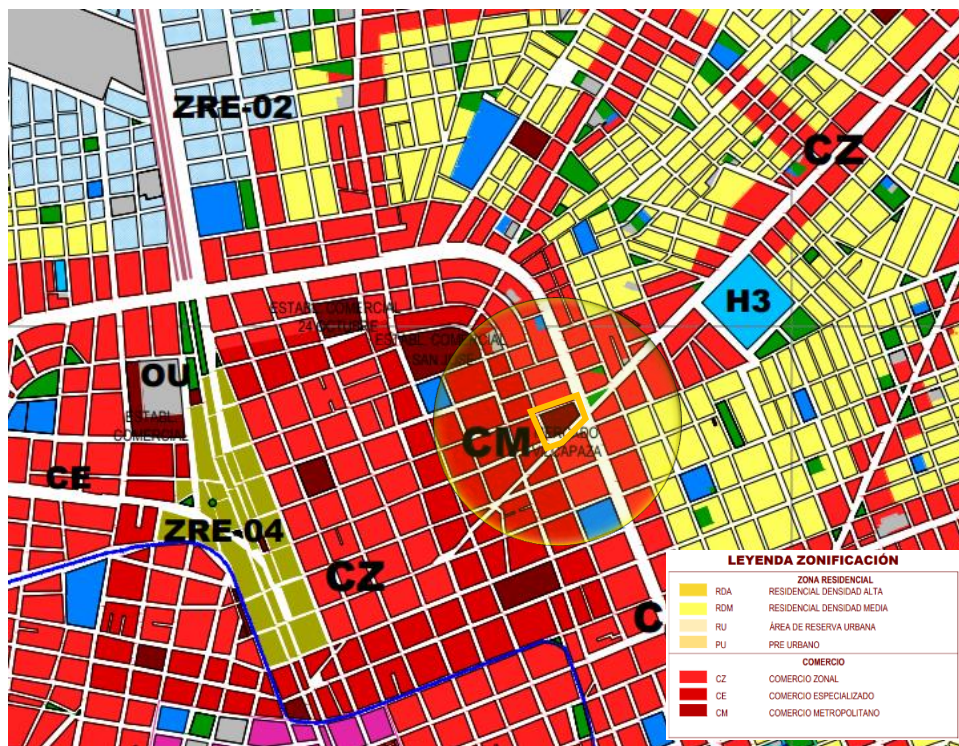 ZRE-02
CZ
H3
ESTABL. COMERCIAL
24 OCTUBRE
ESTABL. COMERCIAL
SAN JOSE
OU
ESTABL.
COMERCIAL
CM
MERCADO
CE
ZRE-04
CZ
C
LEYENDA ZONIFICACIÓN
ZONA RESIDENCIAL
RDA RESIDENCIAL DENSIDAD ALTA
RDM RESIDENCIAL DENSIDAD MEDIA
RU ÁREA DE RESERVA URBANA
PU PRE URBANO
COMERCIO
CZ COMERCIO ZONAL
CE COMERCIO ESPECIALIZADO
CM COMERCIO METROPOLITANO